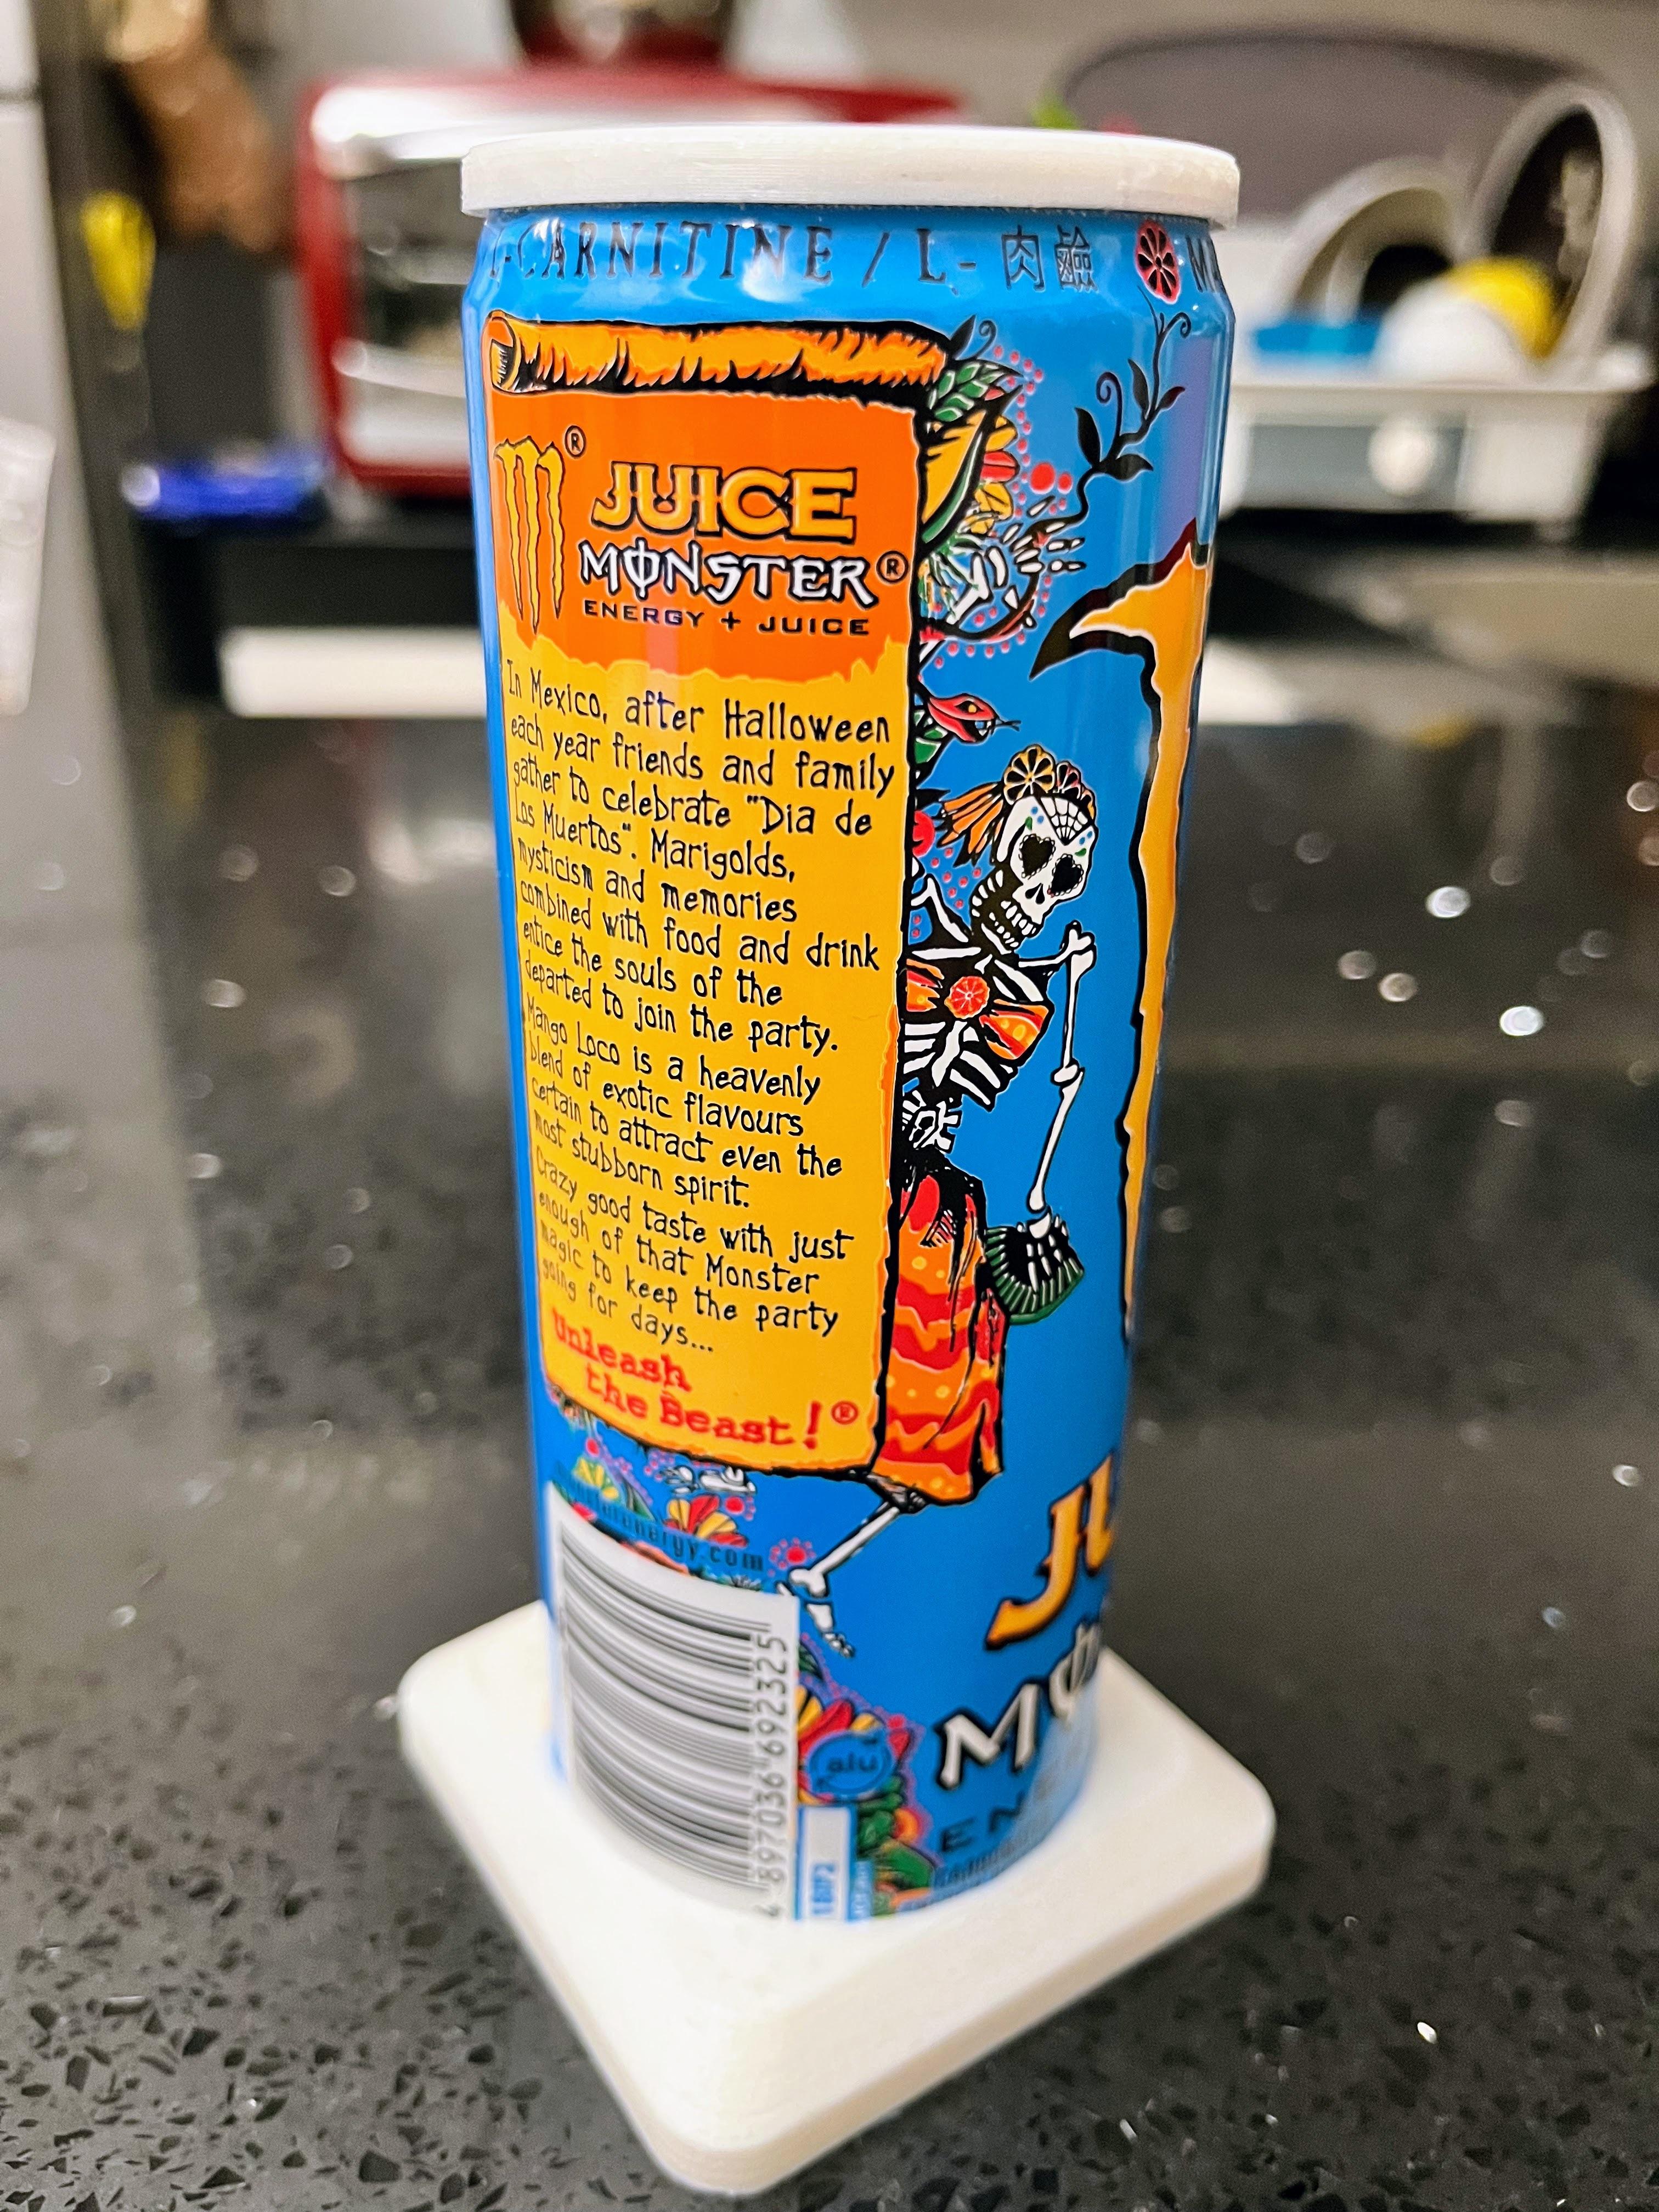 L-CARNITINE / L-肉鹼
®
JUICE
MONSTER®
ENERGY + JUICE
In Mexico, after Halloween
each year friends and family
gather to celebrate "Dia de
Los Muertos". Marigolds,
mysticism and memories
combined with food and drink
entice the souls of the
departed to join the party.
Mango Loco is a heavenly
blend of exotic flavours
certain to attract even the
most stubborn spirit.
Crazy good taste with just
enough of that Monster
magic to keep the party
going for days...
Unleash
the Beast!®
4 897036 692325
alu